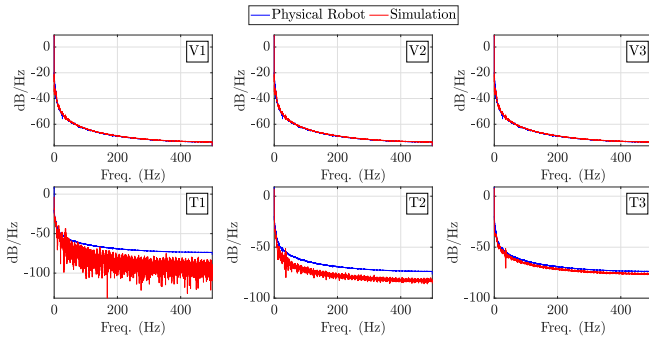 Physical Robot Simulation
V1 V2 V3
0 0 0
-20 -20 -20
-40 -40 -40
-60 -60 -60
dB/Hz dB/Hz dB/Hz
0 200 400 0 200 400 0 200 400
Freq. (Hz) Freq. (Hz) Freq. (Hz)
T1 T2 T3
0 0 0
-50 -50 -50
-100 -100 -100
dB/Hz dB/Hz dB/Hz
0 200 400 0 200 400 0 200 400
Freq. (Hz) Freq. (Hz) Freq. (Hz)